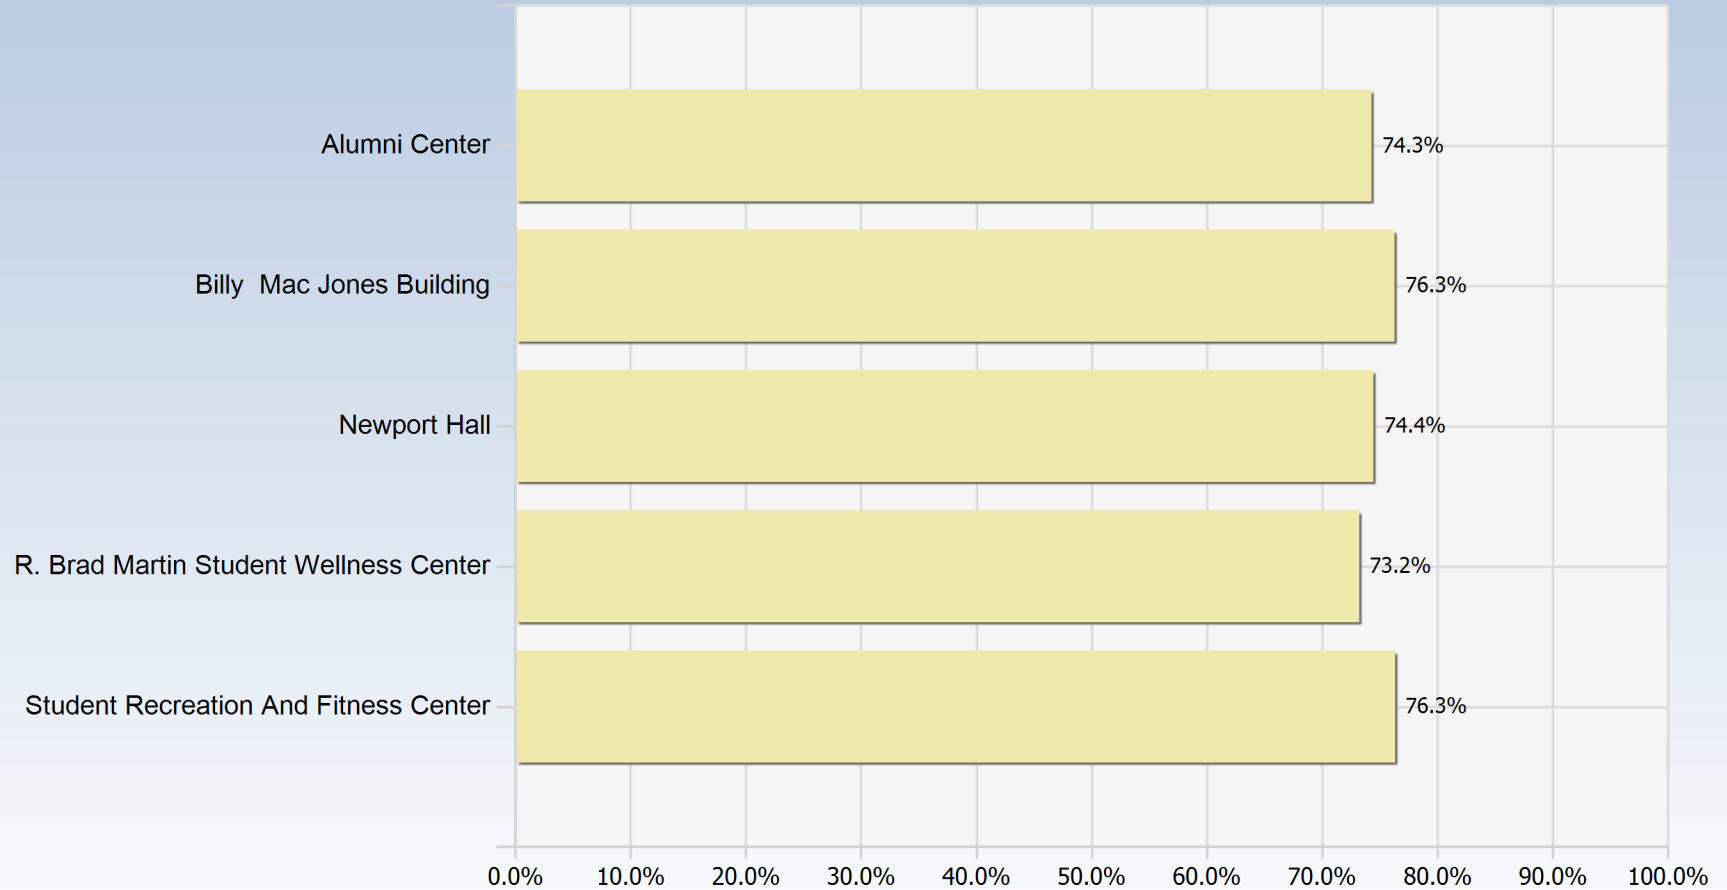 Alumni Center 74.3%
Billy  Mac Jones Building 76.3%
Newport Hall 74.4%
R. Brad Martin Student Wellness Center 73.2%
Student Recreation And Fitness Center 76.3%
0.0% 10.0% 20.0% 30.0% 40.0% 50.0% 60.0% 70.0% 80.0% 90.0% 100.0%